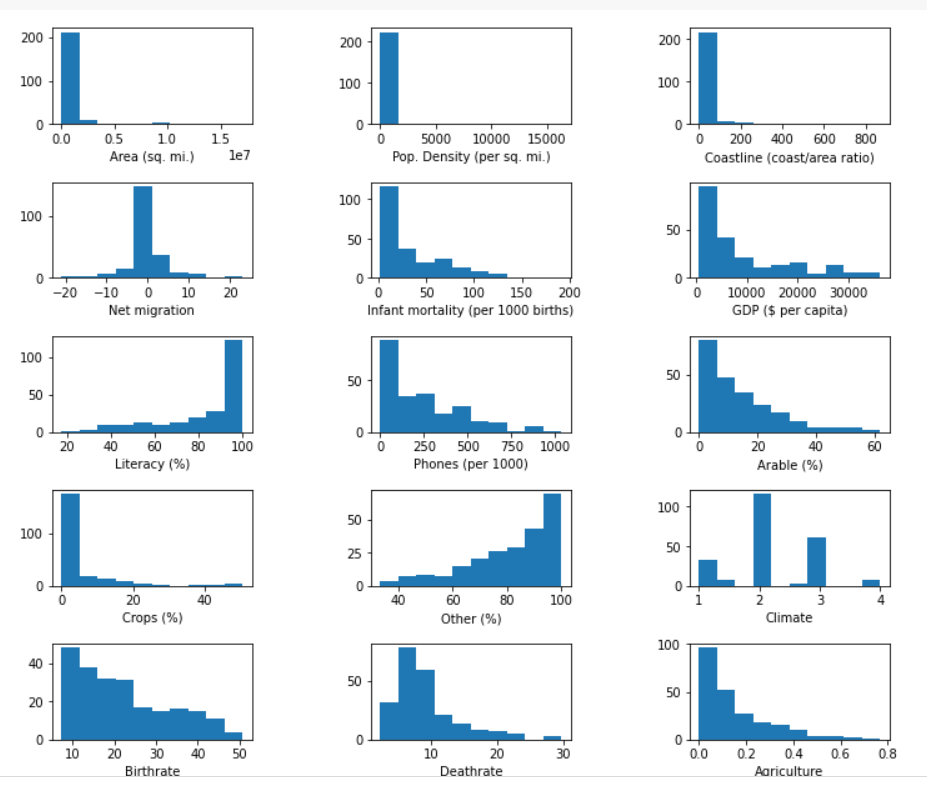 200
100
0
0.0 0.5 1.0 1.5
Area (sq. mi.) 1e7
200
100
0
0 5000 10000 15000
Pop. Density (per sq. mi.)
200
100
0
0 200 400 600 800
Coastline (coast/area ratio)
100
0
−20 −10 0 10 20
Net migration
100
50
0
0 50 100 150 200
Infant mortality (per 1000 births)
50
0
0 10000 20000 30000
GDP ($ per capita)
100
50
0
20 40 60 80 100
Literacy (%)
50
0
0 250 500 750 1000
Phones (per 1000)
50
0
0 20 40 60
Arable (%)
100
0
0 20 40
Crops (%)
50
25
0
40 60 80 100
Other (%)
100
50
0
1 2 3 4
Climate
40
20
0
10 20 30 40 50
Birthrate
50
0
10 20 30
Deathrate
100
50
0
0.0 0.2 0.4 0.6 0.8
Agriculture